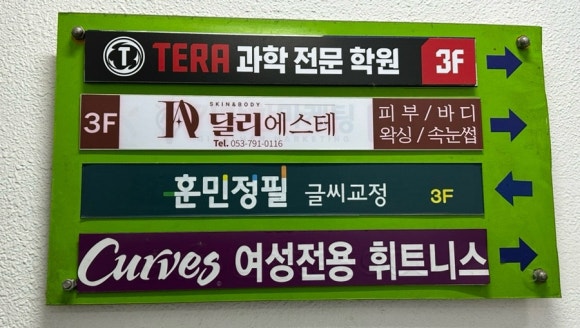 T TERA 과학 전문 학원 3F
3F SKIN&BODY 달리에스테 피부/바디
Tel. 053-791-0116 왁싱/속눈썹
훈민정필 글씨교정 3F
Curves 여성전용 휘트니스